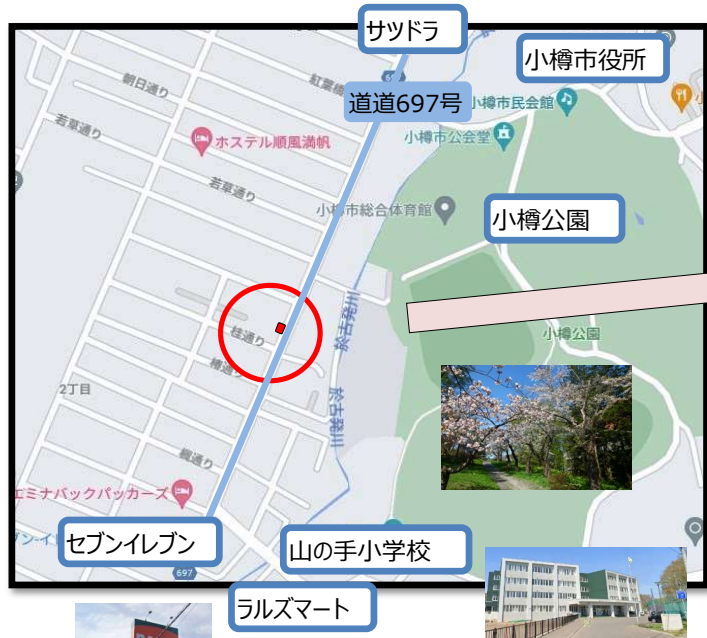 サツドラ
小樽市役所
道道697号
紅葉橋
朝日通り
小樽市民会館
小樽市公会堂
若草通り
ホステル順風満帆
若草通り
小樽市総合体育館
小樽公園
於古発川
小樽公園
桂通り
椿通り
於古発川
2丁目
楓通り
エミナバックパッカーズ
セブンイレブン
山の手小学校
697
ラルズマート